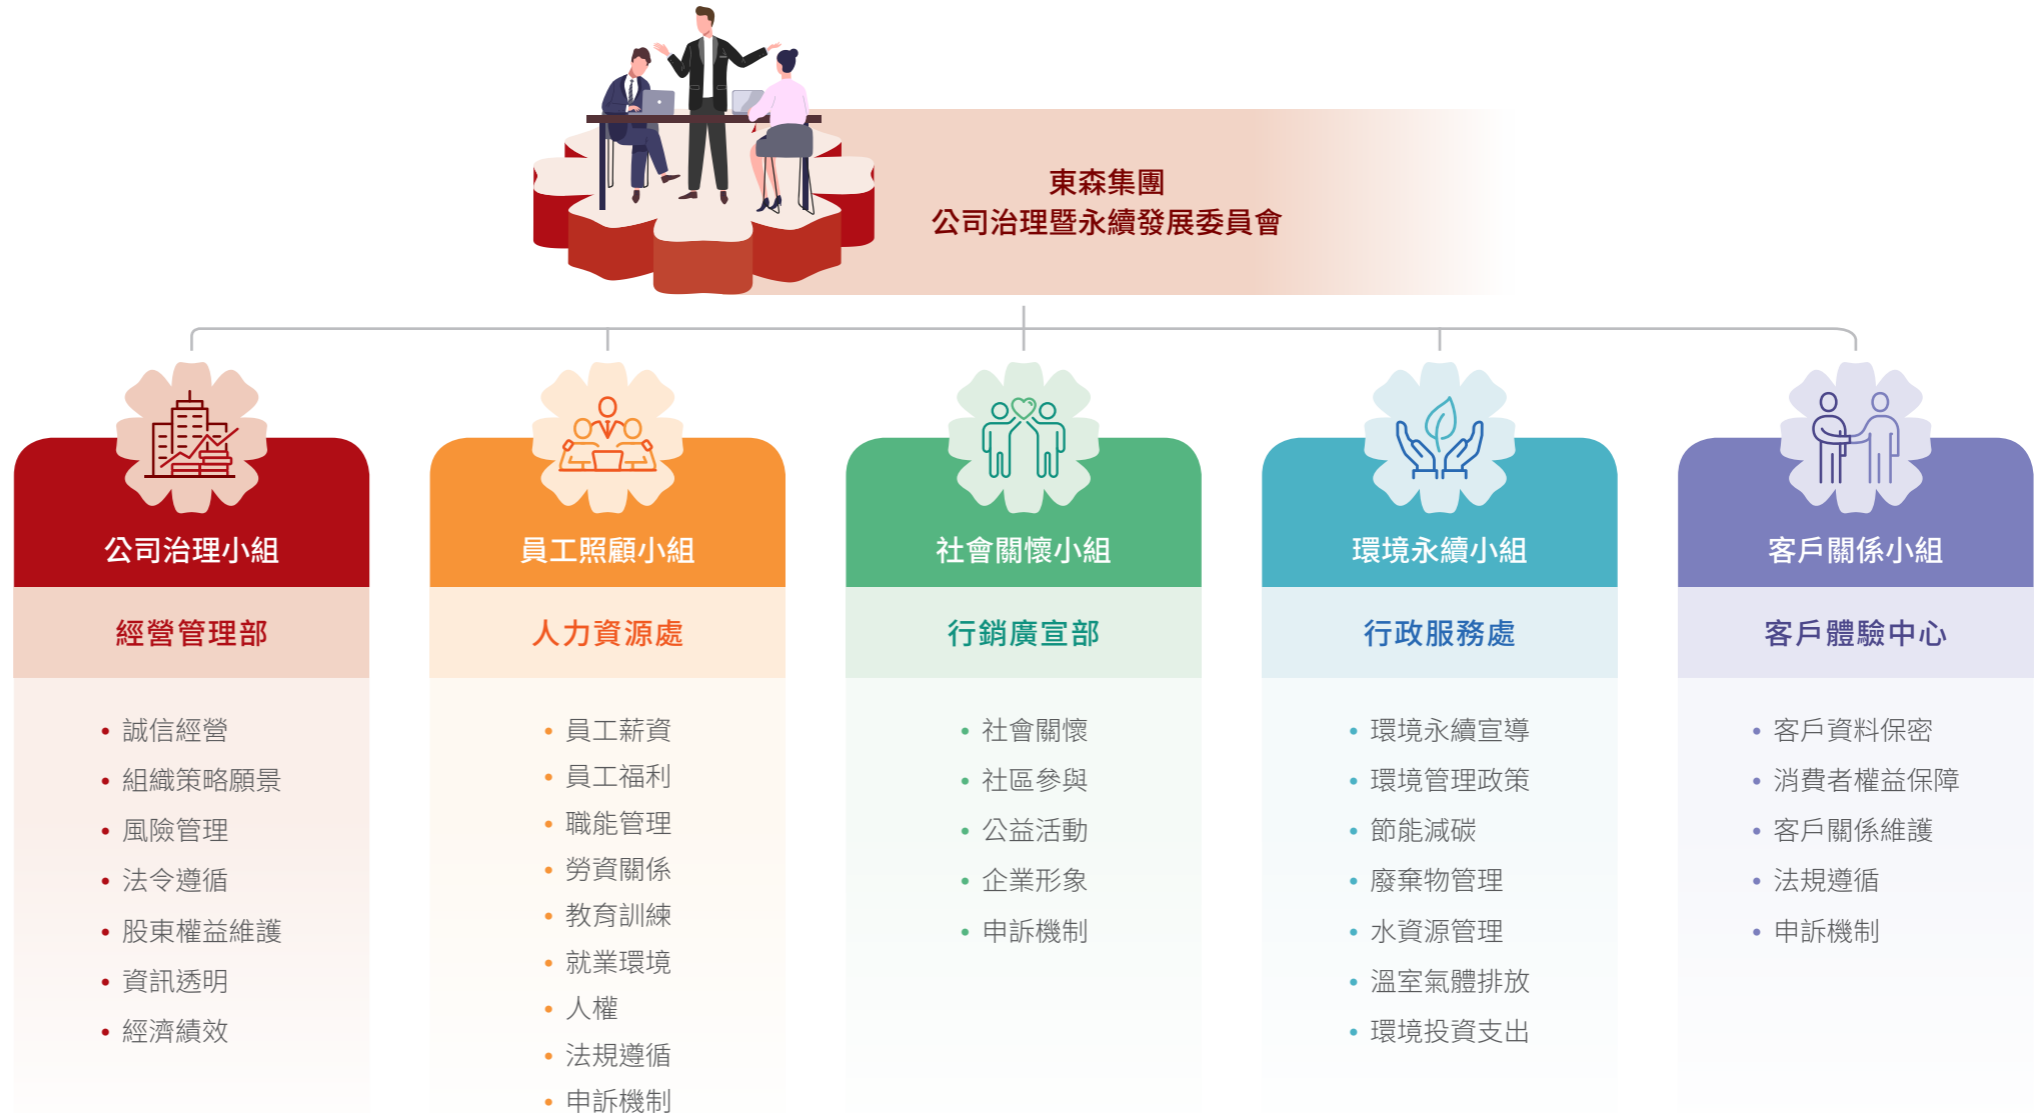 東森集團
公司治理暨永續發展委員會
公司治理小組
經營管理部
誠信經營
組織策略願景
風險管理
法令遵循
股東權益維護
資訊透明
經濟績效
員工照顧小組
人力資源處
員工薪資
員工福利
職能管理
勞資關係
教育訓練
就業環境
人權
法規遵循
申訴機制
社會關懷小組
行銷廣宣部
社會關懷
社區參與
公益活動
企業形象
申訴機制
環境永續小組
行政服務處
環境永續宣導
環境管理政策
節能減碳
廢棄物管理
水資源管理
溫室氣體排放
環境投資支出
客戶關係小組
客戶體驗中心
客戶資料保密
消費者權益保障
客戶關係維護
法規遵循
申訴機制